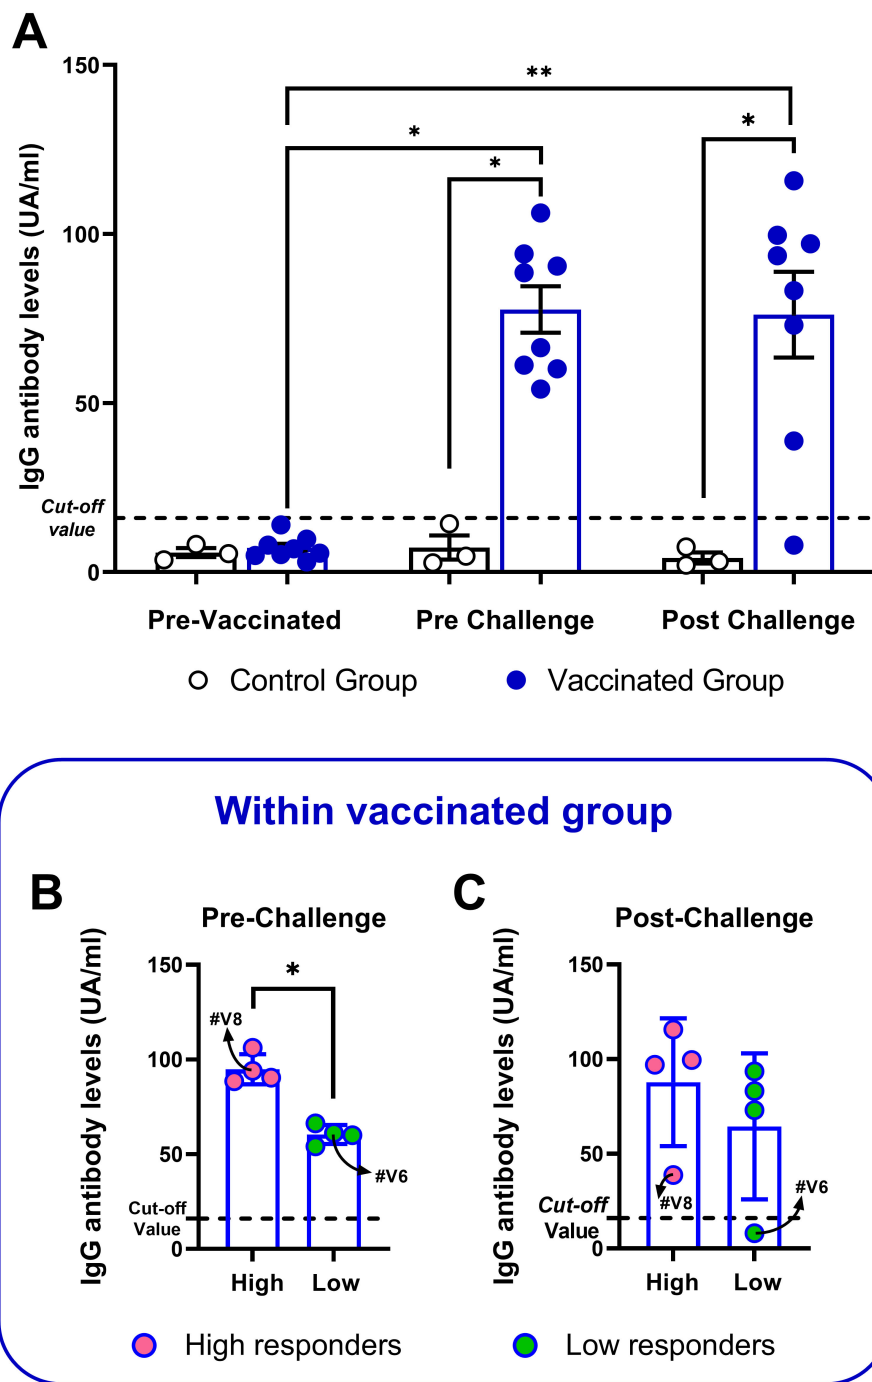 A
IgG antibody levels (UA/ml)
150
100
50
0
Cut-off
value
**
*
*
*
Pre-Vaccinated
Pre Challenge
Post Challenge
Control Group
Vaccinated Group
Within vaccinated group
B
Pre-Challenge
IgG antibody levels (UA/ml)
150
100
50
0
Cut-off
Value
*
#V8
#V6
High
Low
C
Post-Challenge
IgG antibody levels (UA/ml)
150
100
50
0
Cut-off
Value
#V8
#V6
High
Low
High responders
Low responders